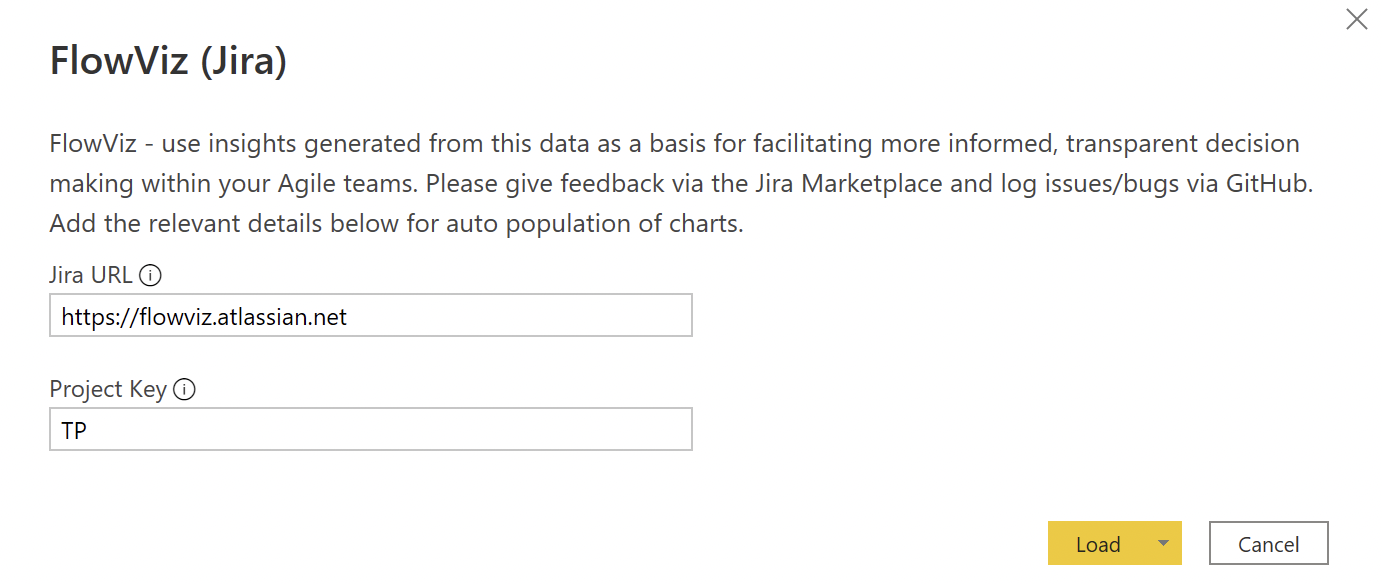 FlowViz (Jira)
FlowViz - use insights generated from this data as a basis for facilitating more informed, transparent decision
making within your Agile teams. Please give feedback via the Jira Marketplace and log issues/bugs via GitHub.
Add the relevant details below for auto population of charts.
Jira URL
https://flowviz.atlassian.net
Project Key
TP
Load
Cancel